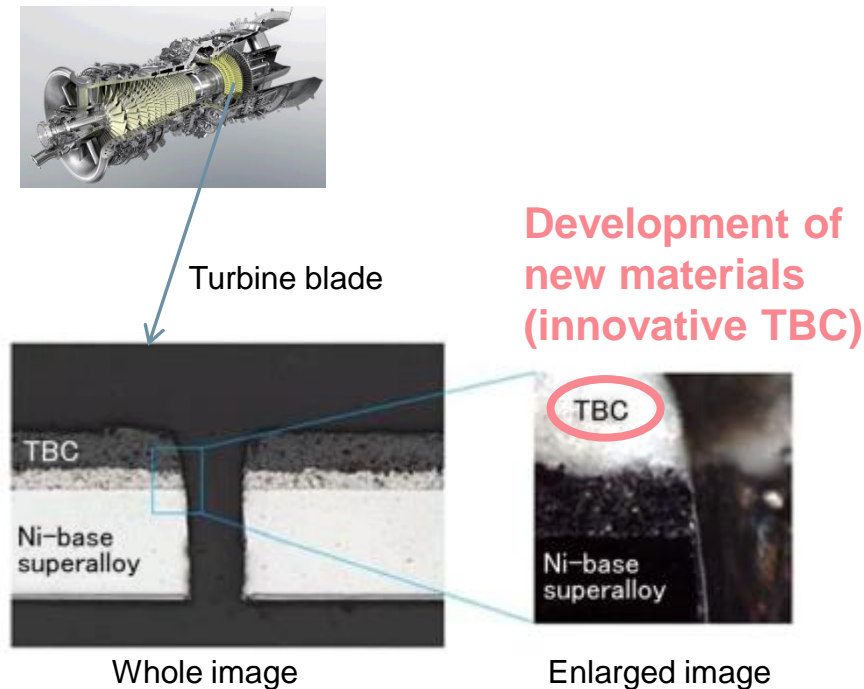 Turbine blade
Development of
new materials
(innovative TBC)
TBC
Ni-base
superalloy
TBC
Ni-base
superalloy
Whole image
Enlarged image